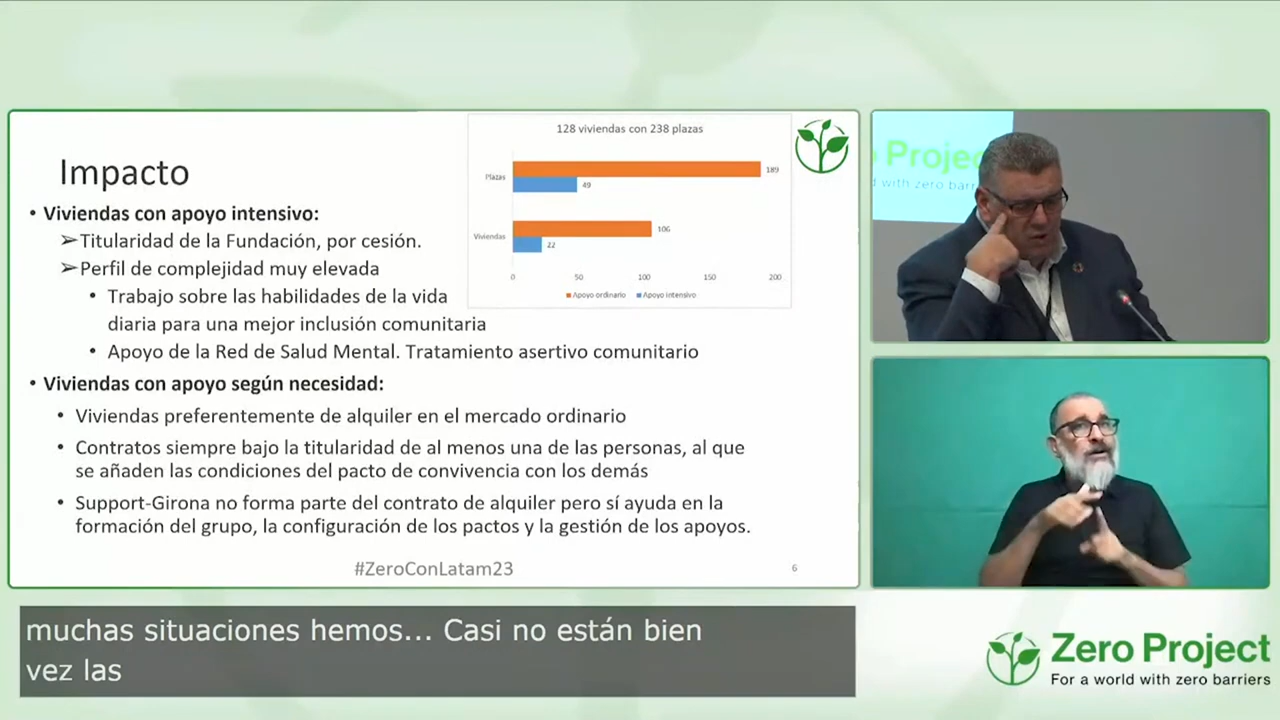 Impacto
• Viviendas con apoyo intensivo:
➢Titularidad de la Fundación, por cesión.
➢Perfil de complejidad muy elevada
• Trabajo sobre las habilidades de la vida
diaria para una mejor inclusión comunitaria
• Apoyo de la Red de Salud Mental. Tratamiento asertivo comunitario
• Viviendas con apoyo según necesidad:
• Viviendas preferentemente de alquiler en el mercado ordinario
• Contratos siempre bajo la titularidad de al menos una de las personas, al que
se añaden las condiciones del pacto de convivencia con los demás
• Support-Girona no forma parte del contrato de alquiler pero sí ayuda en la
formación del grupo, la configuración de los pactos y la gestión de los apoyos.
128 viviendas con 238 plazas
Plazas
189
49
Viviendas
106
22
0 50 100 150 200
Apoyo ordinario Apoyo intensivo
#ZeroConLatam23
6
Projec
d with zero barri
muchas situaciones hemos... Casi no están bien
vez las
Zero Project
For a world with zero barriers